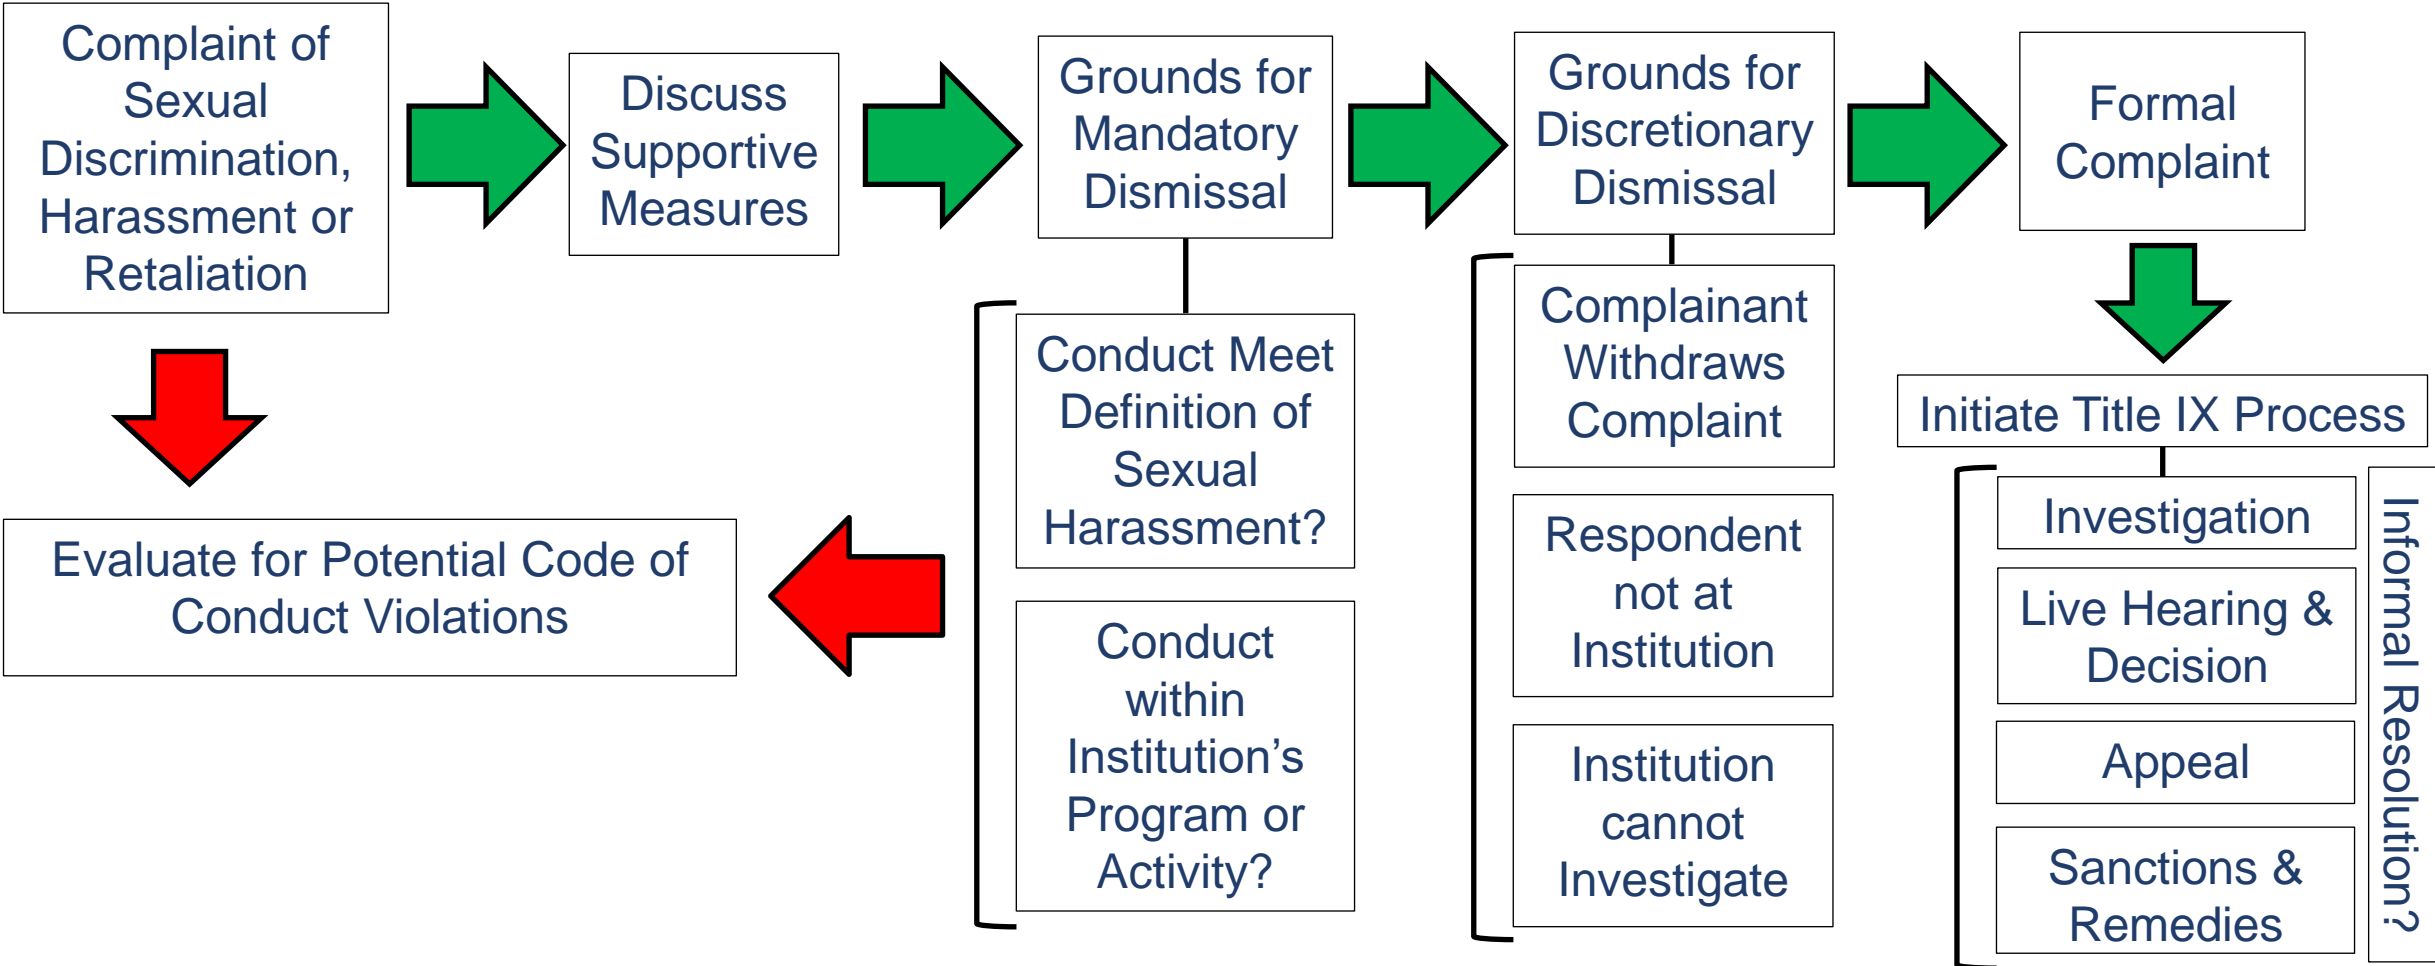 Complaint of
Sexual
Discrimination,
Harassment or
Retaliation
Discuss
Supportive
Measures
Grounds for
Mandatory
Dismissal
Grounds for
Discretionary
Dismissal
Formal
Complaint
Evaluate for Potential Code of
Conduct Violations
Conduct Meet
Definition of
Sexual
Harassment?
Conduct
within
Institution’s
Program or
Activity?
Complainant
Withdraws
Complaint
Respondent
not at
Institution
Institution
cannot
Investigate
Initiate Title IX Process
Investigation
Live Hearing &
Decision
Appeal
Sanctions &
Remedies
Informal Resolution?